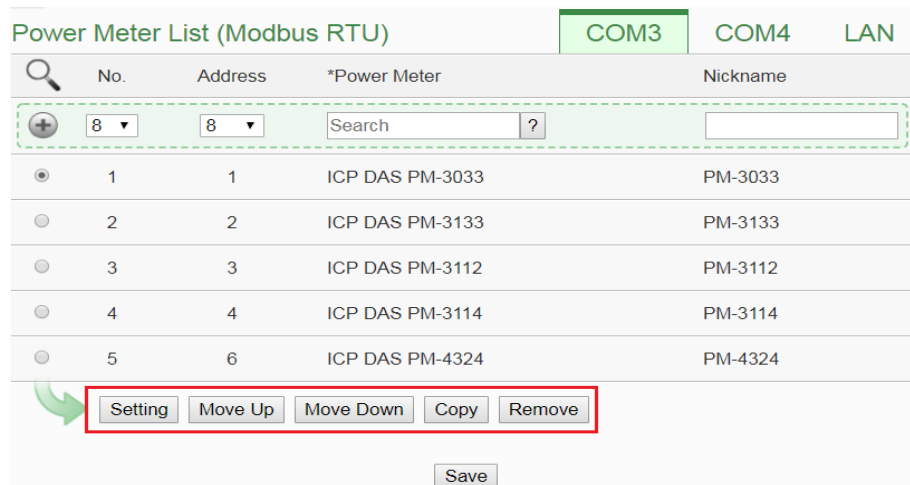 Power Meter List (Modbus RTU) COM3 COM4 LAN
No. Address *Power Meter Nickname
8 8 Search ?
1 1 ICP DAS PM-3033 PM-3033
2 2 ICP DAS PM-3133 PM-3133
3 3 ICP DAS PM-3112 PM-3112
4 4 ICP DAS PM-3114 PM-3114
5 6 ICP DAS PM-4324 PM-4324
Setting Move Up Move Down Copy Remove
Save